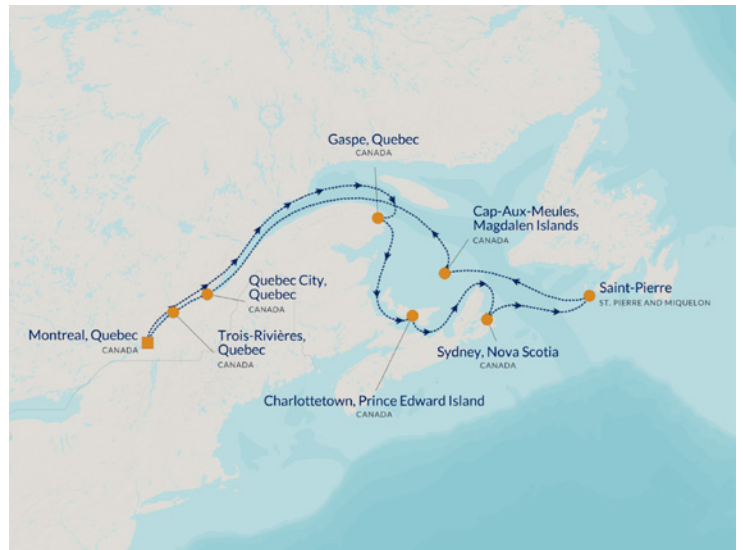 Gaspe, Quebec
CANADA
Cap-Aux-Meules,
Magdalen Islands
CANADA
Quebec City,
Quebec
CANADA
Saint-Pierre
ST. PIERRE AND MIQUELON
Montreal, Quebec
CANADA
Trois-Rivières,
Quebec
CANADA
Sydney, Nova Scotia
CANADA
Charlottetown, Prince Edward Island
CANADA